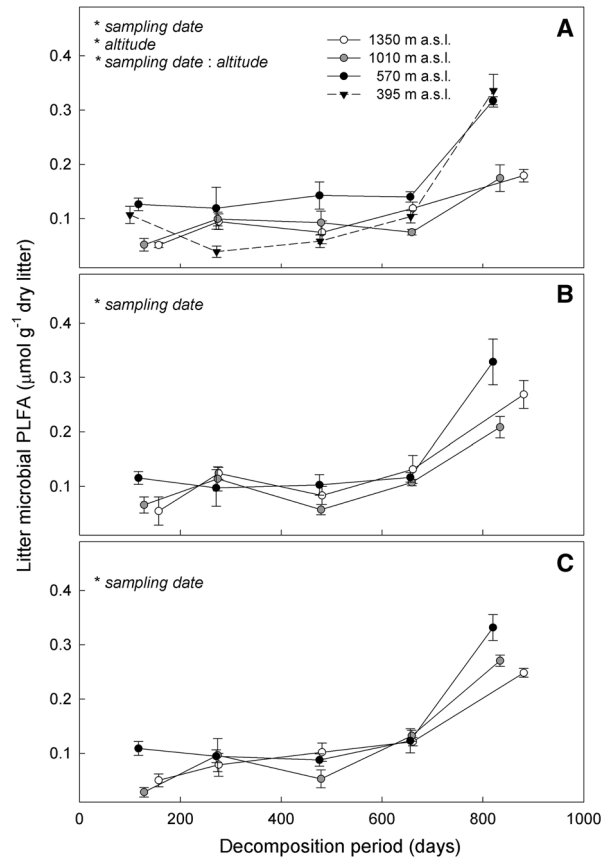 * sampling date
* altitude
* sampling date : altitude
A
1350 m a.s.l.
1010 m a.s.l.
570 m a.s.l.
395 m a.s.l.
0.4
0.3
0.2
0.1
* sampling date
B
0.4
0.3
0.2
0.1
* sampling date
C
0.4
0.3
0.2
0.1
0 200 400 600 800 1000
Decomposition period (days)
Litter microbial PLFA (μmol g⁻¹ dry litter)